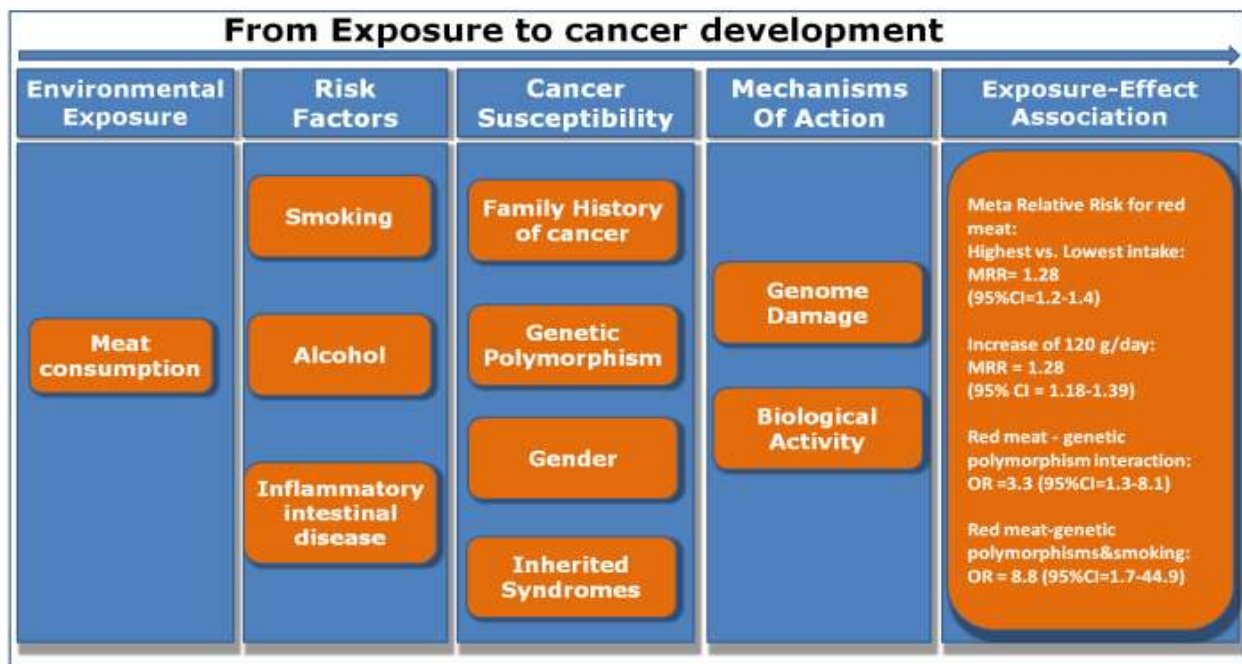 From Exposure to cancer development
Environmental
Exposure
Risk
Factors
Cancer
Susceptibility
Mechanisms
Of Action
Exposure-Effect
Association
Meat
consumption
Smoking
Alcohol
Inflammatory
intestinal
disease
Family History
of cancer
Genetic
Polymorphism
Gender
Inherited
Syndromes
Genome
Damage
Biological
Activity
Meta Relative Risk for red
meat:
Highest vs. Lowest intake:
MRR= 1.28
(95%CI=1.2-1.4)
Increase of 120 g/day:
MRR = 1.28
(95% CI = 1.18-1.39)
Red meat - genetic
polymorphism interaction:
OR =3.3 (95%CI=1.3-8.1)
Red meat-genetic
polymorphisms&smoking:
OR = 8.8 (95%CI=1.7-44.9)